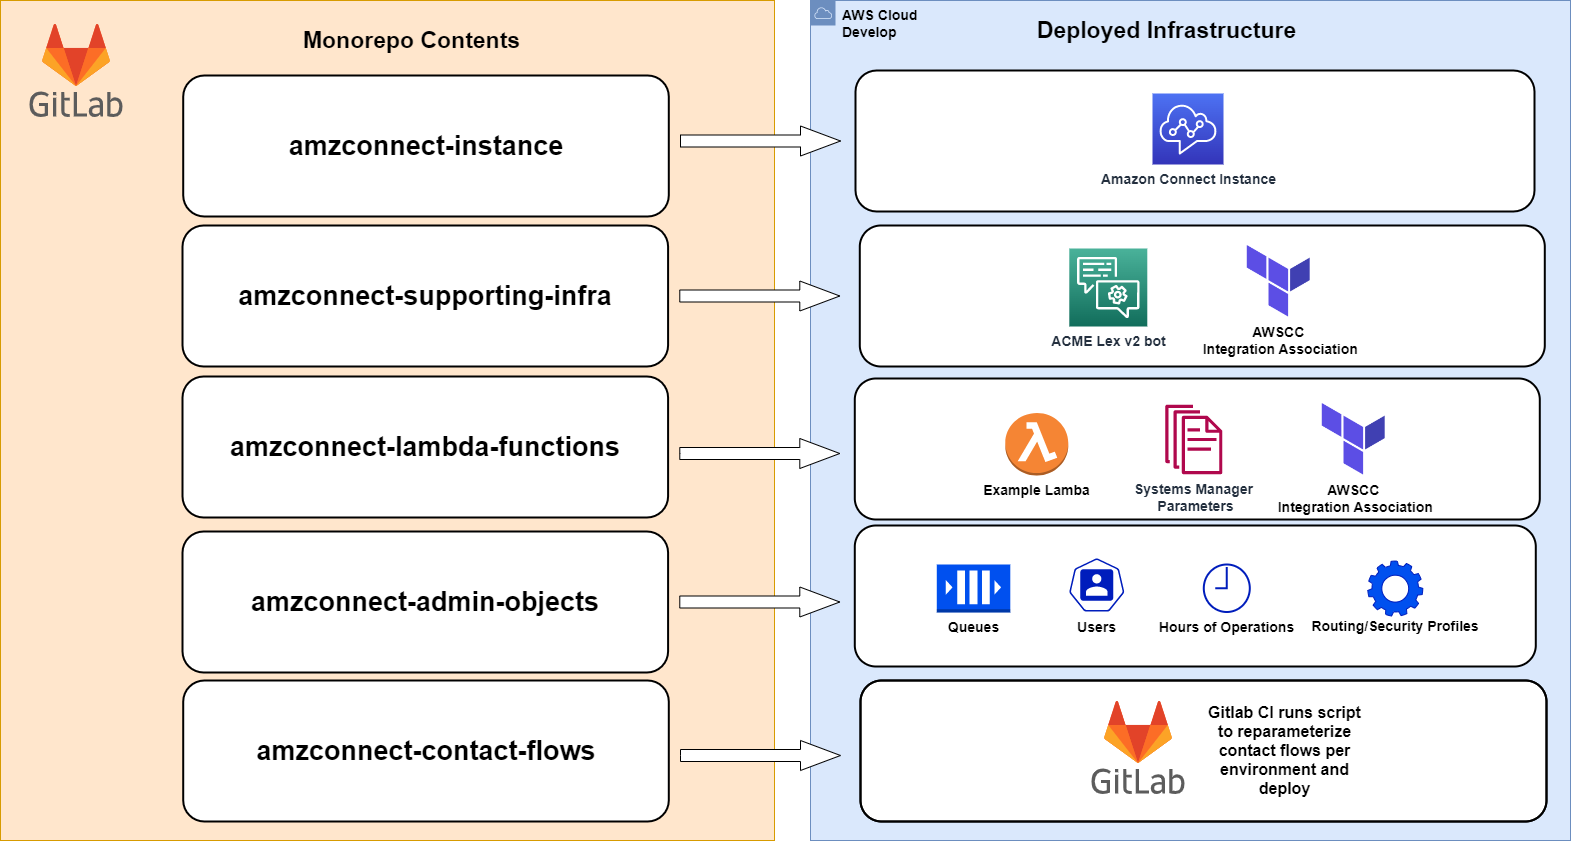 GitLab
Monorepo Contents
amzconnect-instance
amzconnect-supporting-infra
amzconnect-lambda-functions
amzconnect-admin-objects
amzconnect-contact-flows
AWS Cloud
Develop
Deployed Infrastructure
Amazon Connect Instance
ACME Lex v2 bot
AWSCC
Integration Association
Example Lamba
Systems Manager
Parameters
AWSCC
Integration Association
Queues
Users
Hours of Operations
Routing/Security Profiles
GitLab
Gitlab CI runs script
to reparameterize
contact flows per
environment and
deploy